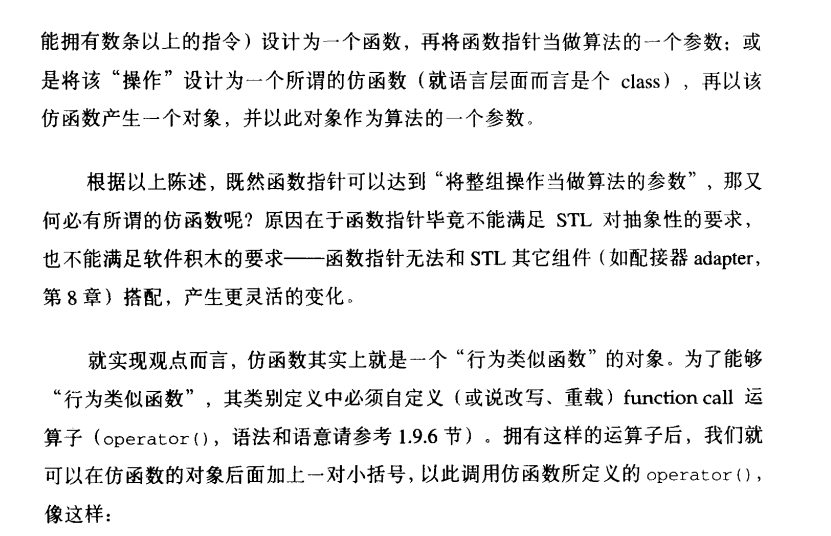 能拥有数条以上的指令）设计为一个函数，再将函数指针当做算法的一个参数；或
是将该“操作”设计为一个所谓的仿函数（就语言层面而言是个 class），再以该
仿函数产生一个对象，并以此对象作为算法的一个参数。
根据以上陈述，既然函数指针可以达到“将整组操作当做算法的参数”，那又
何必有所谓的仿函数呢？原因在于函数指针毕竟不能满足 STL 对抽象性的要求，
也不能满足软件积木的要求——函数指针无法和 STL 其它组件（如配接器 adapter，
第 8 章）搭配，产生更灵活的变化。
就实现观点而言，仿函数其实上就是一个“行为类似函数”的对象。为了能够
“行为类似函数”，其类别定义中必须自定义（或说改写、重载）function call 运
算子（operator()，语法和语意请参考 1.9.6 节）。拥有这样的运算子后，我们就
可以在仿函数的对象后面加上一对小括号，以此调用仿函数所定义的 operator()，
像这样：